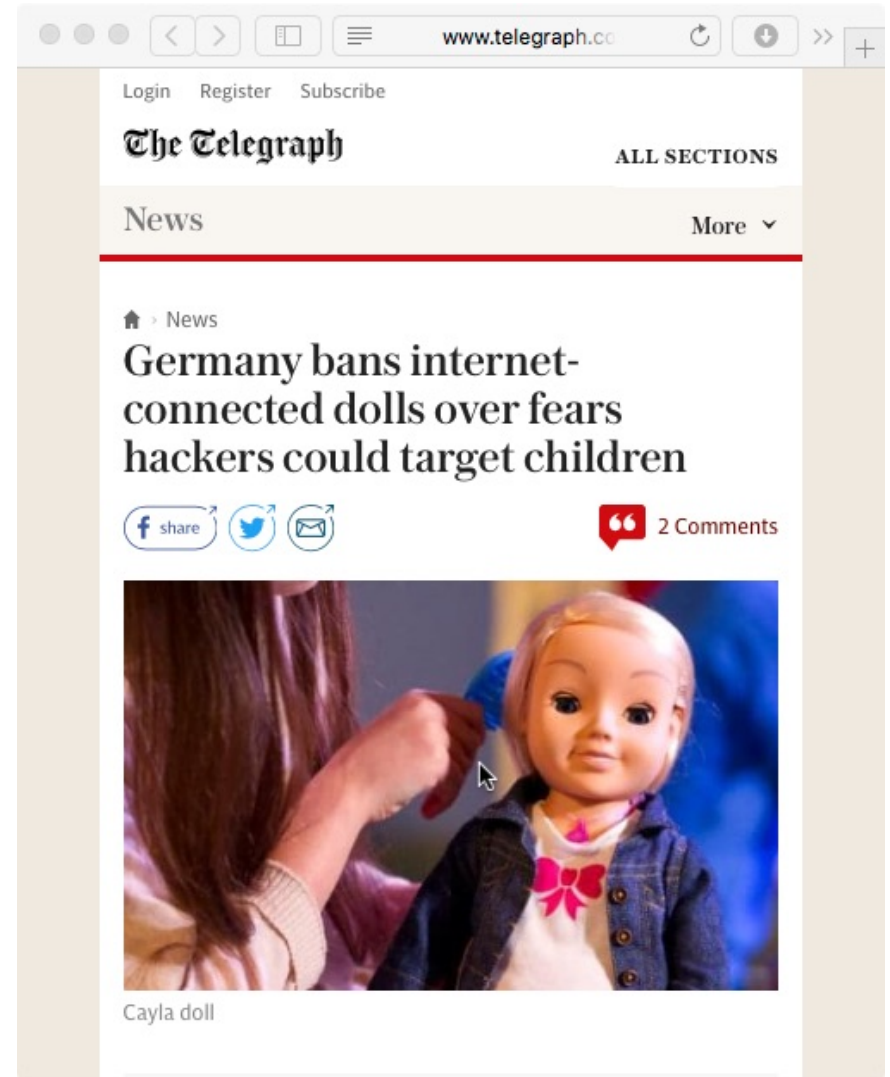 www.telegraph.co
Login Register Subscribe
The Telegraph
ALL SECTIONS
News
More
News
Germany bans internet-
connected dolls over fears
hackers could target children
f share
2 Comments
Cayla doll